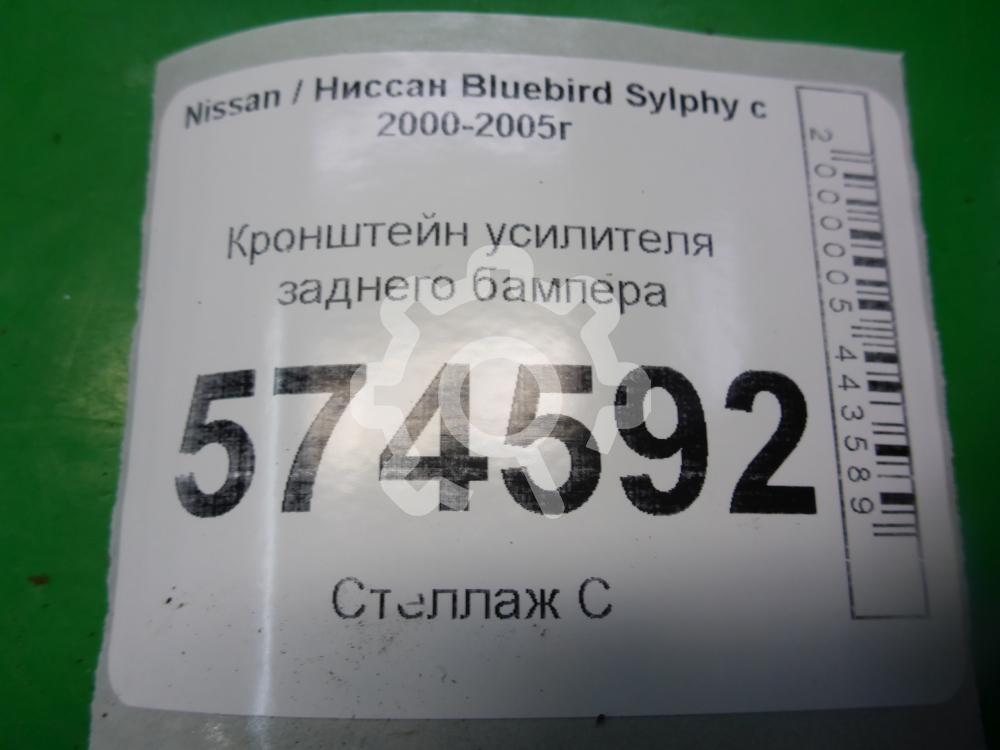 Nissan / Ниссан Bluebird Sylphy с
2000-2005г
Кронштейн усилителя
заднего бампера
574592
Стеллаж С
2000005443589